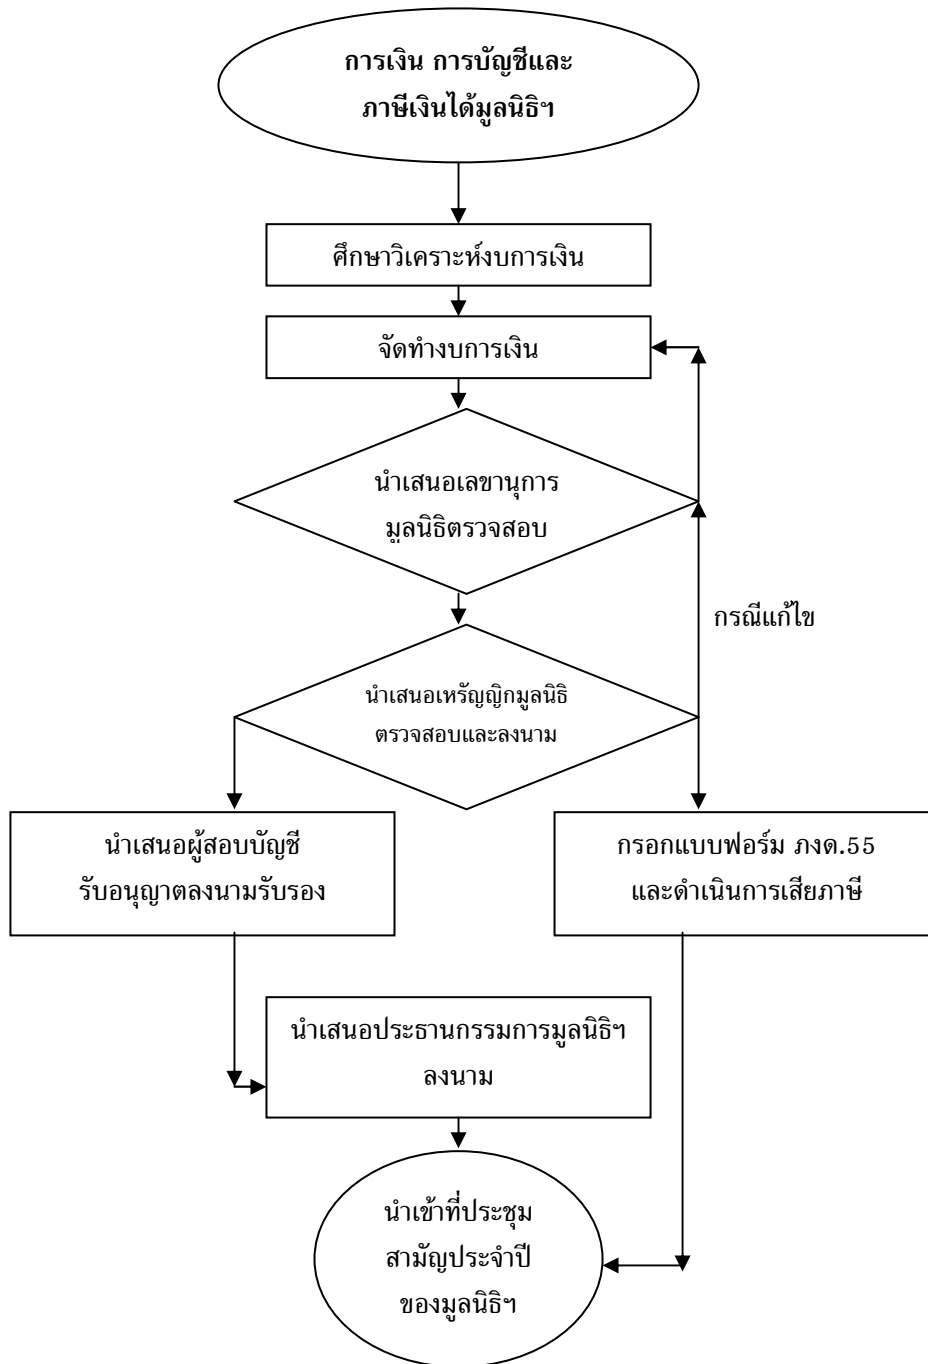 การเงิน การบัญชีและ
ภาษีเงินได้มูลนิธิฯ
ศึกษาวิเคราะห์งบการเงิน
จัดทำงบการเงิน
นำเสนอเลขานุการ
มูลนิธิตรวจสอบ
กรณีแก้ไข
นำเสนอเหรัญญิกมูลนิธิ
ตรวจสอบและลงนาม
นำเสนอผู้สอบบัญชี
รับอนุญาตลงนามรับรอง
กรอกแบบฟอร์ม ภงด.55
และดำเนินการเสียภาษี
นำเสนอประธานกรรมการมูลนิธิฯ
ลงนาม
นำเข้าที่ประชุม
สามัญประจำปี
ของมูลนิธิฯ